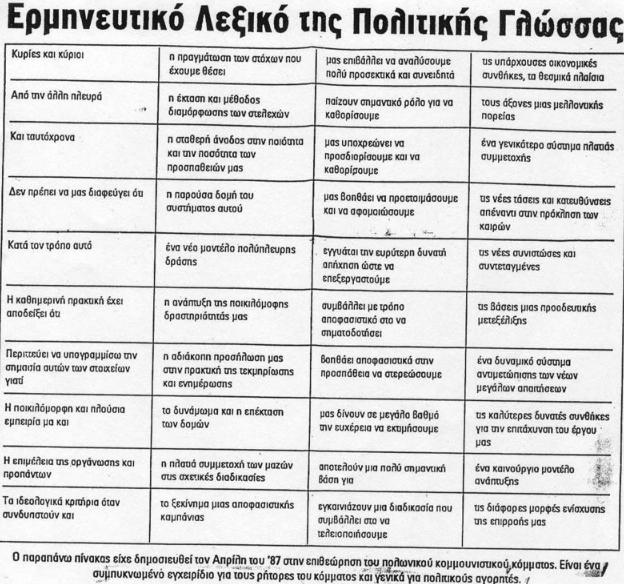 Ερμηνευτικό Λεξικό της Πολιτικής Γλώσσας
Κυρίες και κύριοι
η πραγμάτωση των στόχων που
έχουμε θέσει
μας επιβάλλει να αναλύσουμε
πολύ προσεκτικά και συνειδητά
τις υπάρχουσες οικονομικές
συνθήκες, τα θεσμικά πλαίσια
Από την άλλη πλευρά
η έκταση και μέθοδος
διαμόρφωσης των στελεχών
παίζουν σημαντικό ρόλο για να
καθορίσουμε
τους άξονες μιας μελλοντικής
πορείας
Και ταυτόχρονα
η σταθερή άνοδος στην ποιότητα
και την ποσότητα των
προσπαθειών μας
μας υποχρεώνει να
προσδιορίσουμε και να
καθορίσουμε
ένα γενικότερο σύστημα πλατιάς
συμμετοχής
Δεν πρέπει να μας διαφεύγει ότι
η παρούσα δομή του
συστήματος αυτού
μας βοηθάει να προετοιμάσουμε
και να αφομοιώσουμε
τις νέες τάσεις και κατευθύνσεις
απέναντι στην πρόκληση των
καιρών
Κατά τον τρόπο αυτό
ένα νέο μοντέλο πολύπλευρης
δράσης
εγγυάται την ευρύτερη δυνατή
απήχηση ώστε να
επεξεργαστούμε
τις νέες συνιστώσες και
συντεταγμένες
Η καθημερινή πρακτική έχει
αποδείξει ότι
η ανάπτυξη της ποικιλόμορφης
δραστηριότητάς μας
συμβάλλει με τρόπο
αποφασιστικό στο να
σηματοδοτήσει
τις βάσεις μιας προοδευτικής
μετεξέλιξης
Περιττεύει να υπογραμμίσω την
σημασία αυτών των στοιχείων
γιατί
η αδιάκοπη προσήλωση μας
στην πρακτική της τεκμηρίωσης
και ενημέρωσης
βοηθάει αποφασιστικά στην
προσπάθεια να στερεώσουμε
ένα δυναμικό σύστημα
αντιμετώπισης των νέων
μεγάλων απαιτήσεων
Η ποικιλόμορφη και πλούσια
εμπειρία μα και
το δυνάμωμα και η επέκταση
των δομών
μας δίνουν σε μεγάλο βαθμό
την ευχέρεια να εκτιμήσουμε
τις καλύτερες δυνατές συνθήκες
για την επιτάχυνση του έργου
μας
Η επιμέλεια της οργάνωσης και
προπάντων
η πλατιά συμμετοχή των μαζών
στις σχετικές διαδικασίες
αποτελούν μια πολύ σημαντική
βάση για
ένα καινούργιο μοντέλο
ανάπτυξης
Τα ιδεολογικά κριτήρια όταν
συνδυαστούν και
το ξεκίνημα μιας αποφασιστικής
καμπάνιας
εγκαινιάζουν μια διαδικασία που
συμβάλλει στο να
τελειοποιήσουμε
τις διάφορες μορφές ενίσχυσης
της επιρροής μας
Ο παραπάνω πίνακας είχε δημοσιευθεί τον Απρίλη του '87 στην επιθεώρηση του πολωνικού κομμουνιστικού κόμματος. Είναι ένα
συμπυκνωμένο εγχειρίδιο για τους ρήτορες του κόμματος και γενικά για πολιτικούς αγορητές.